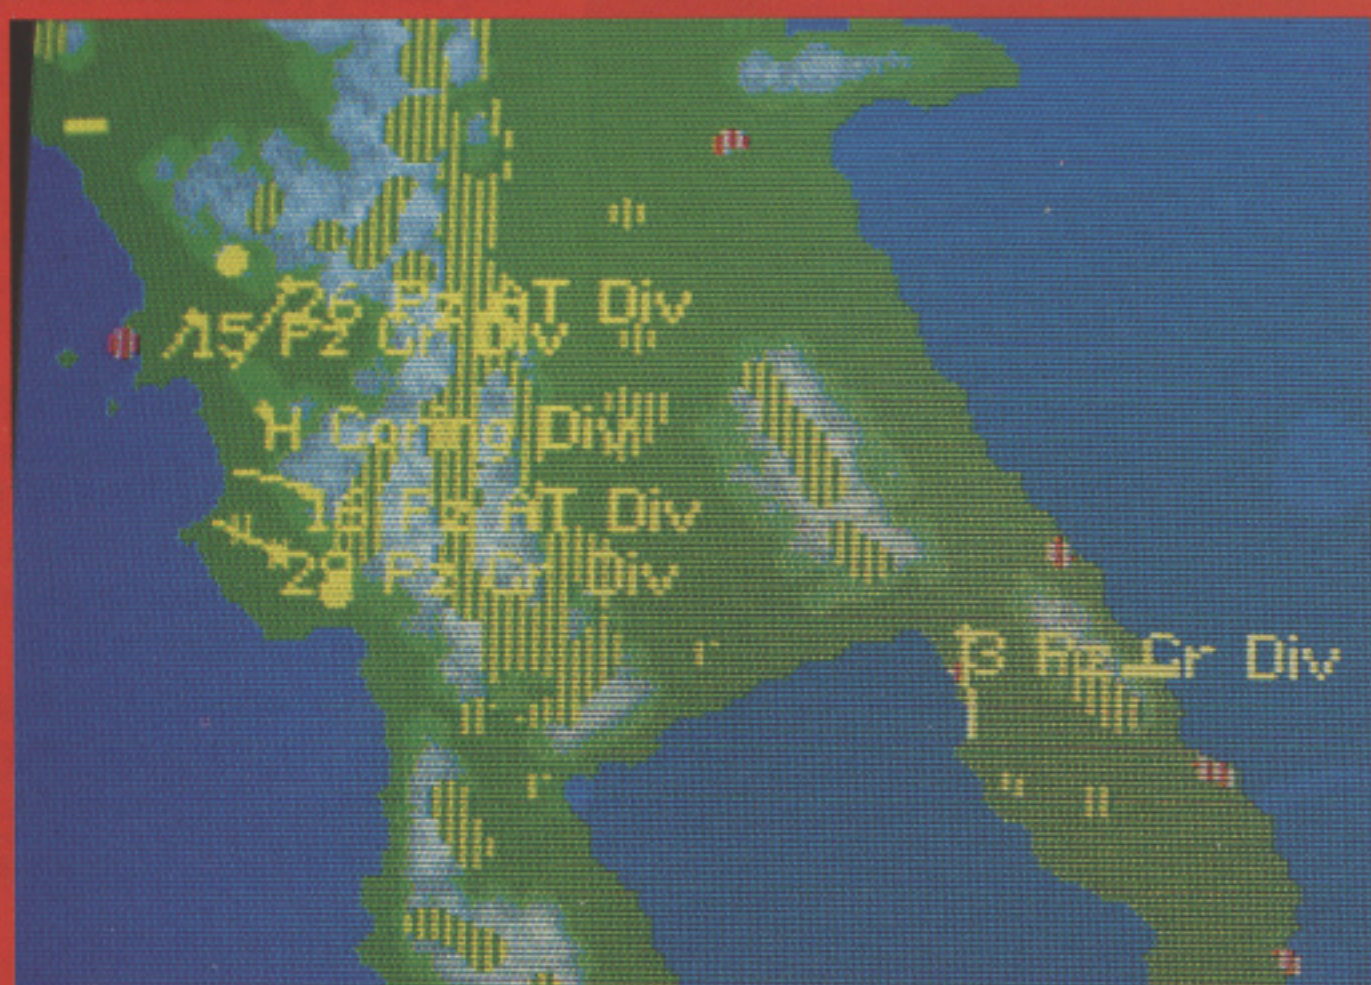 26 Pz AT Div
15 Pz Gr Div
H Goring Div
16 Pz AT Div
29 Pz Gr Div
3 Pz Gr Div